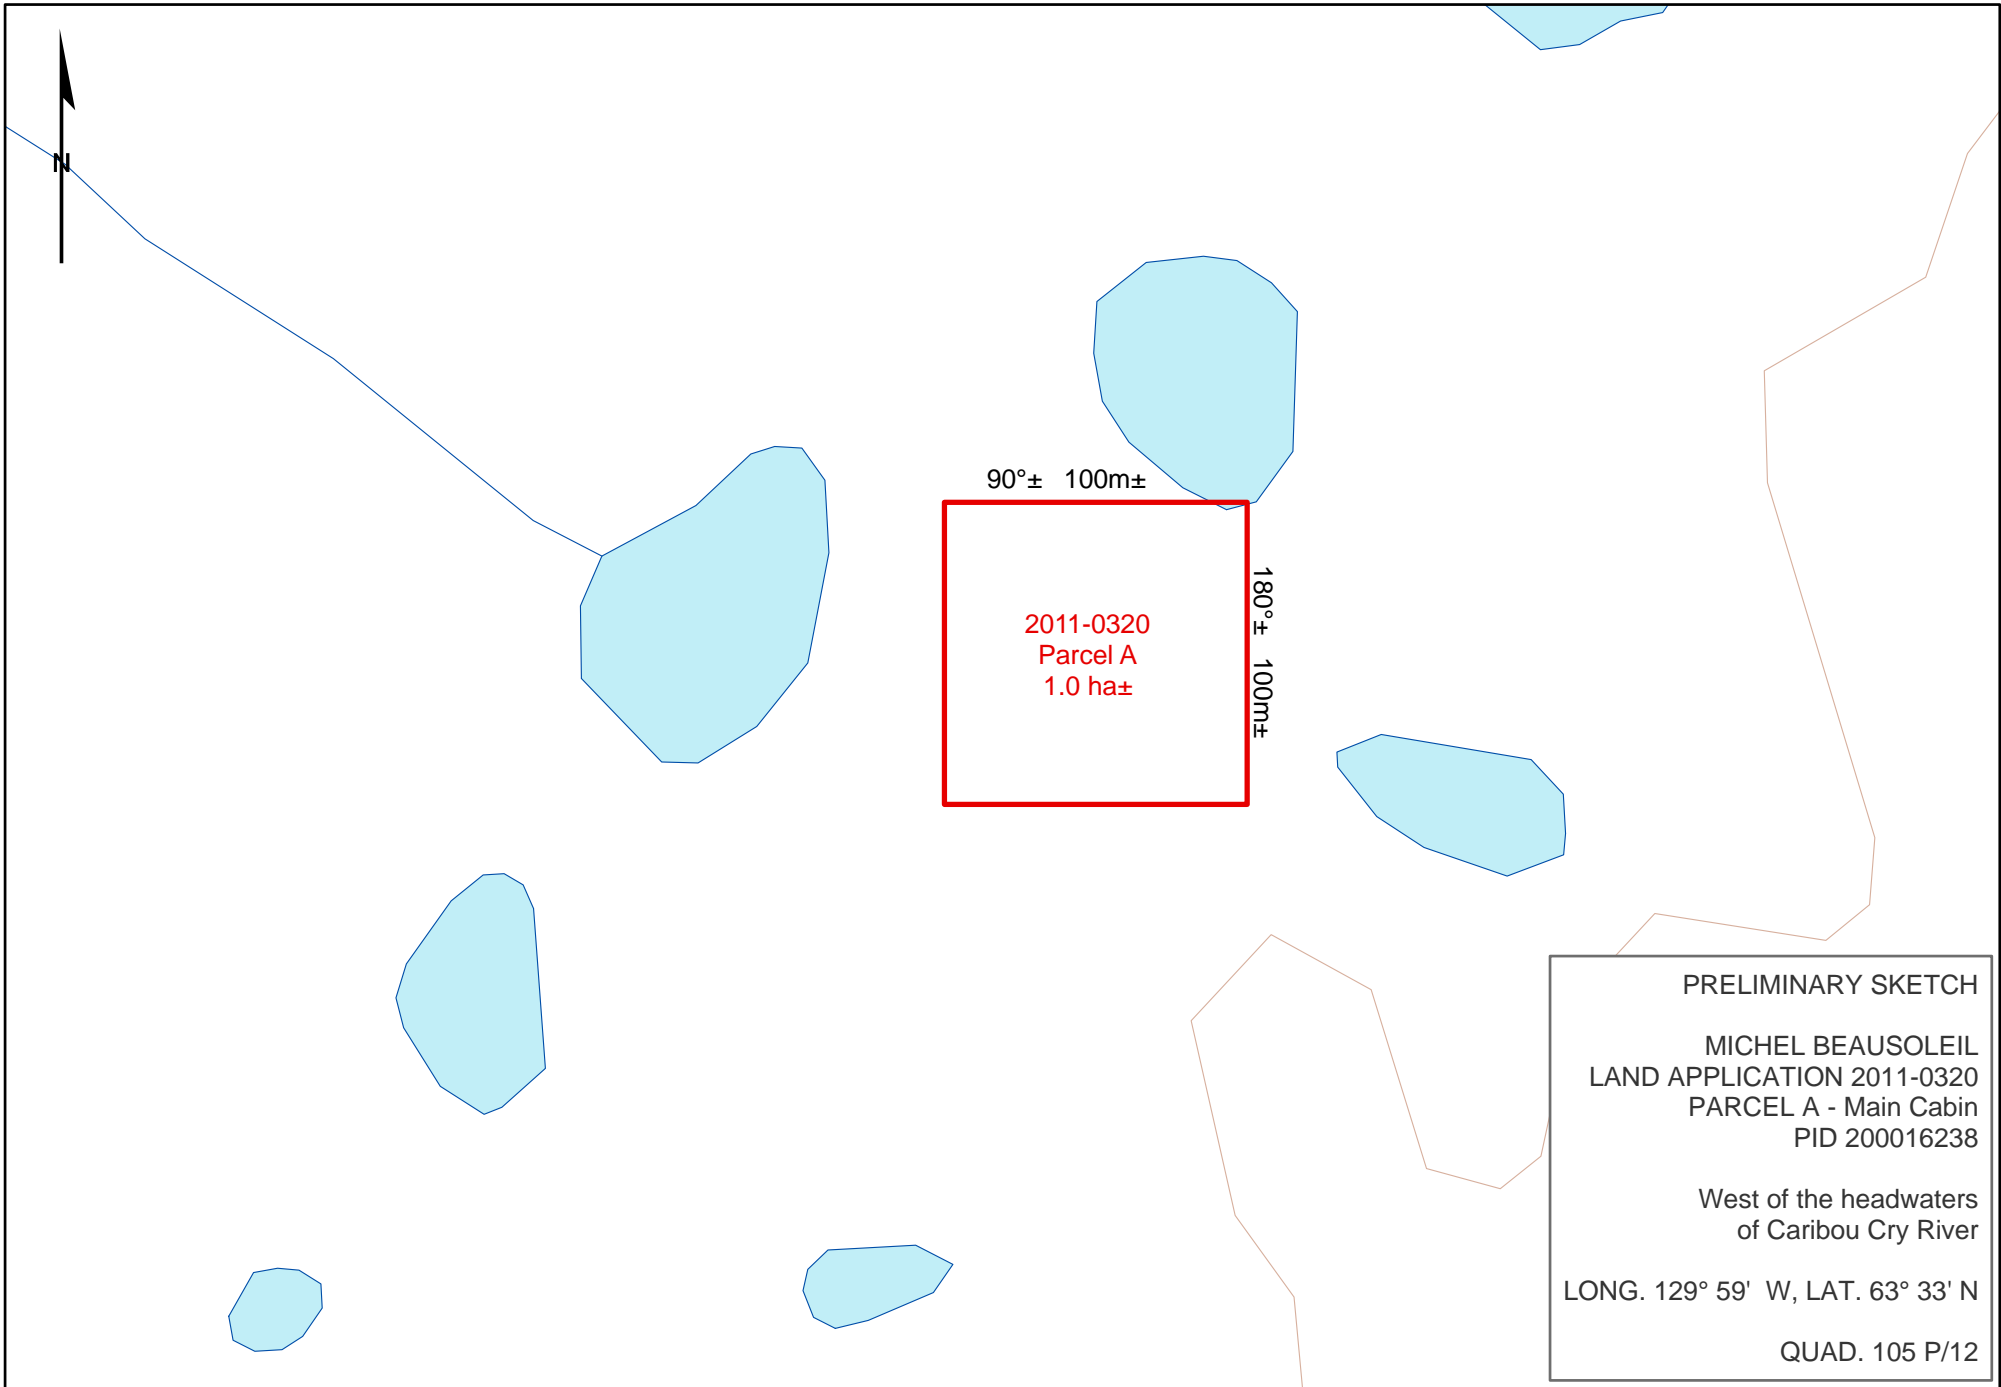 N
90°± 100m±
180°± 100m±
2011-0320
Parcel A
1.0 ha±
PRELIMINARY SKETCH
MICHEL BEAUSOLEIL
LAND APPLICATION 2011-0320
PARCEL A - Main Cabin
PID 200016238
West of the headwaters
of Caribou Cry River
LONG. 129° 59' W, LAT. 63° 33' N
QUAD. 105 P/12